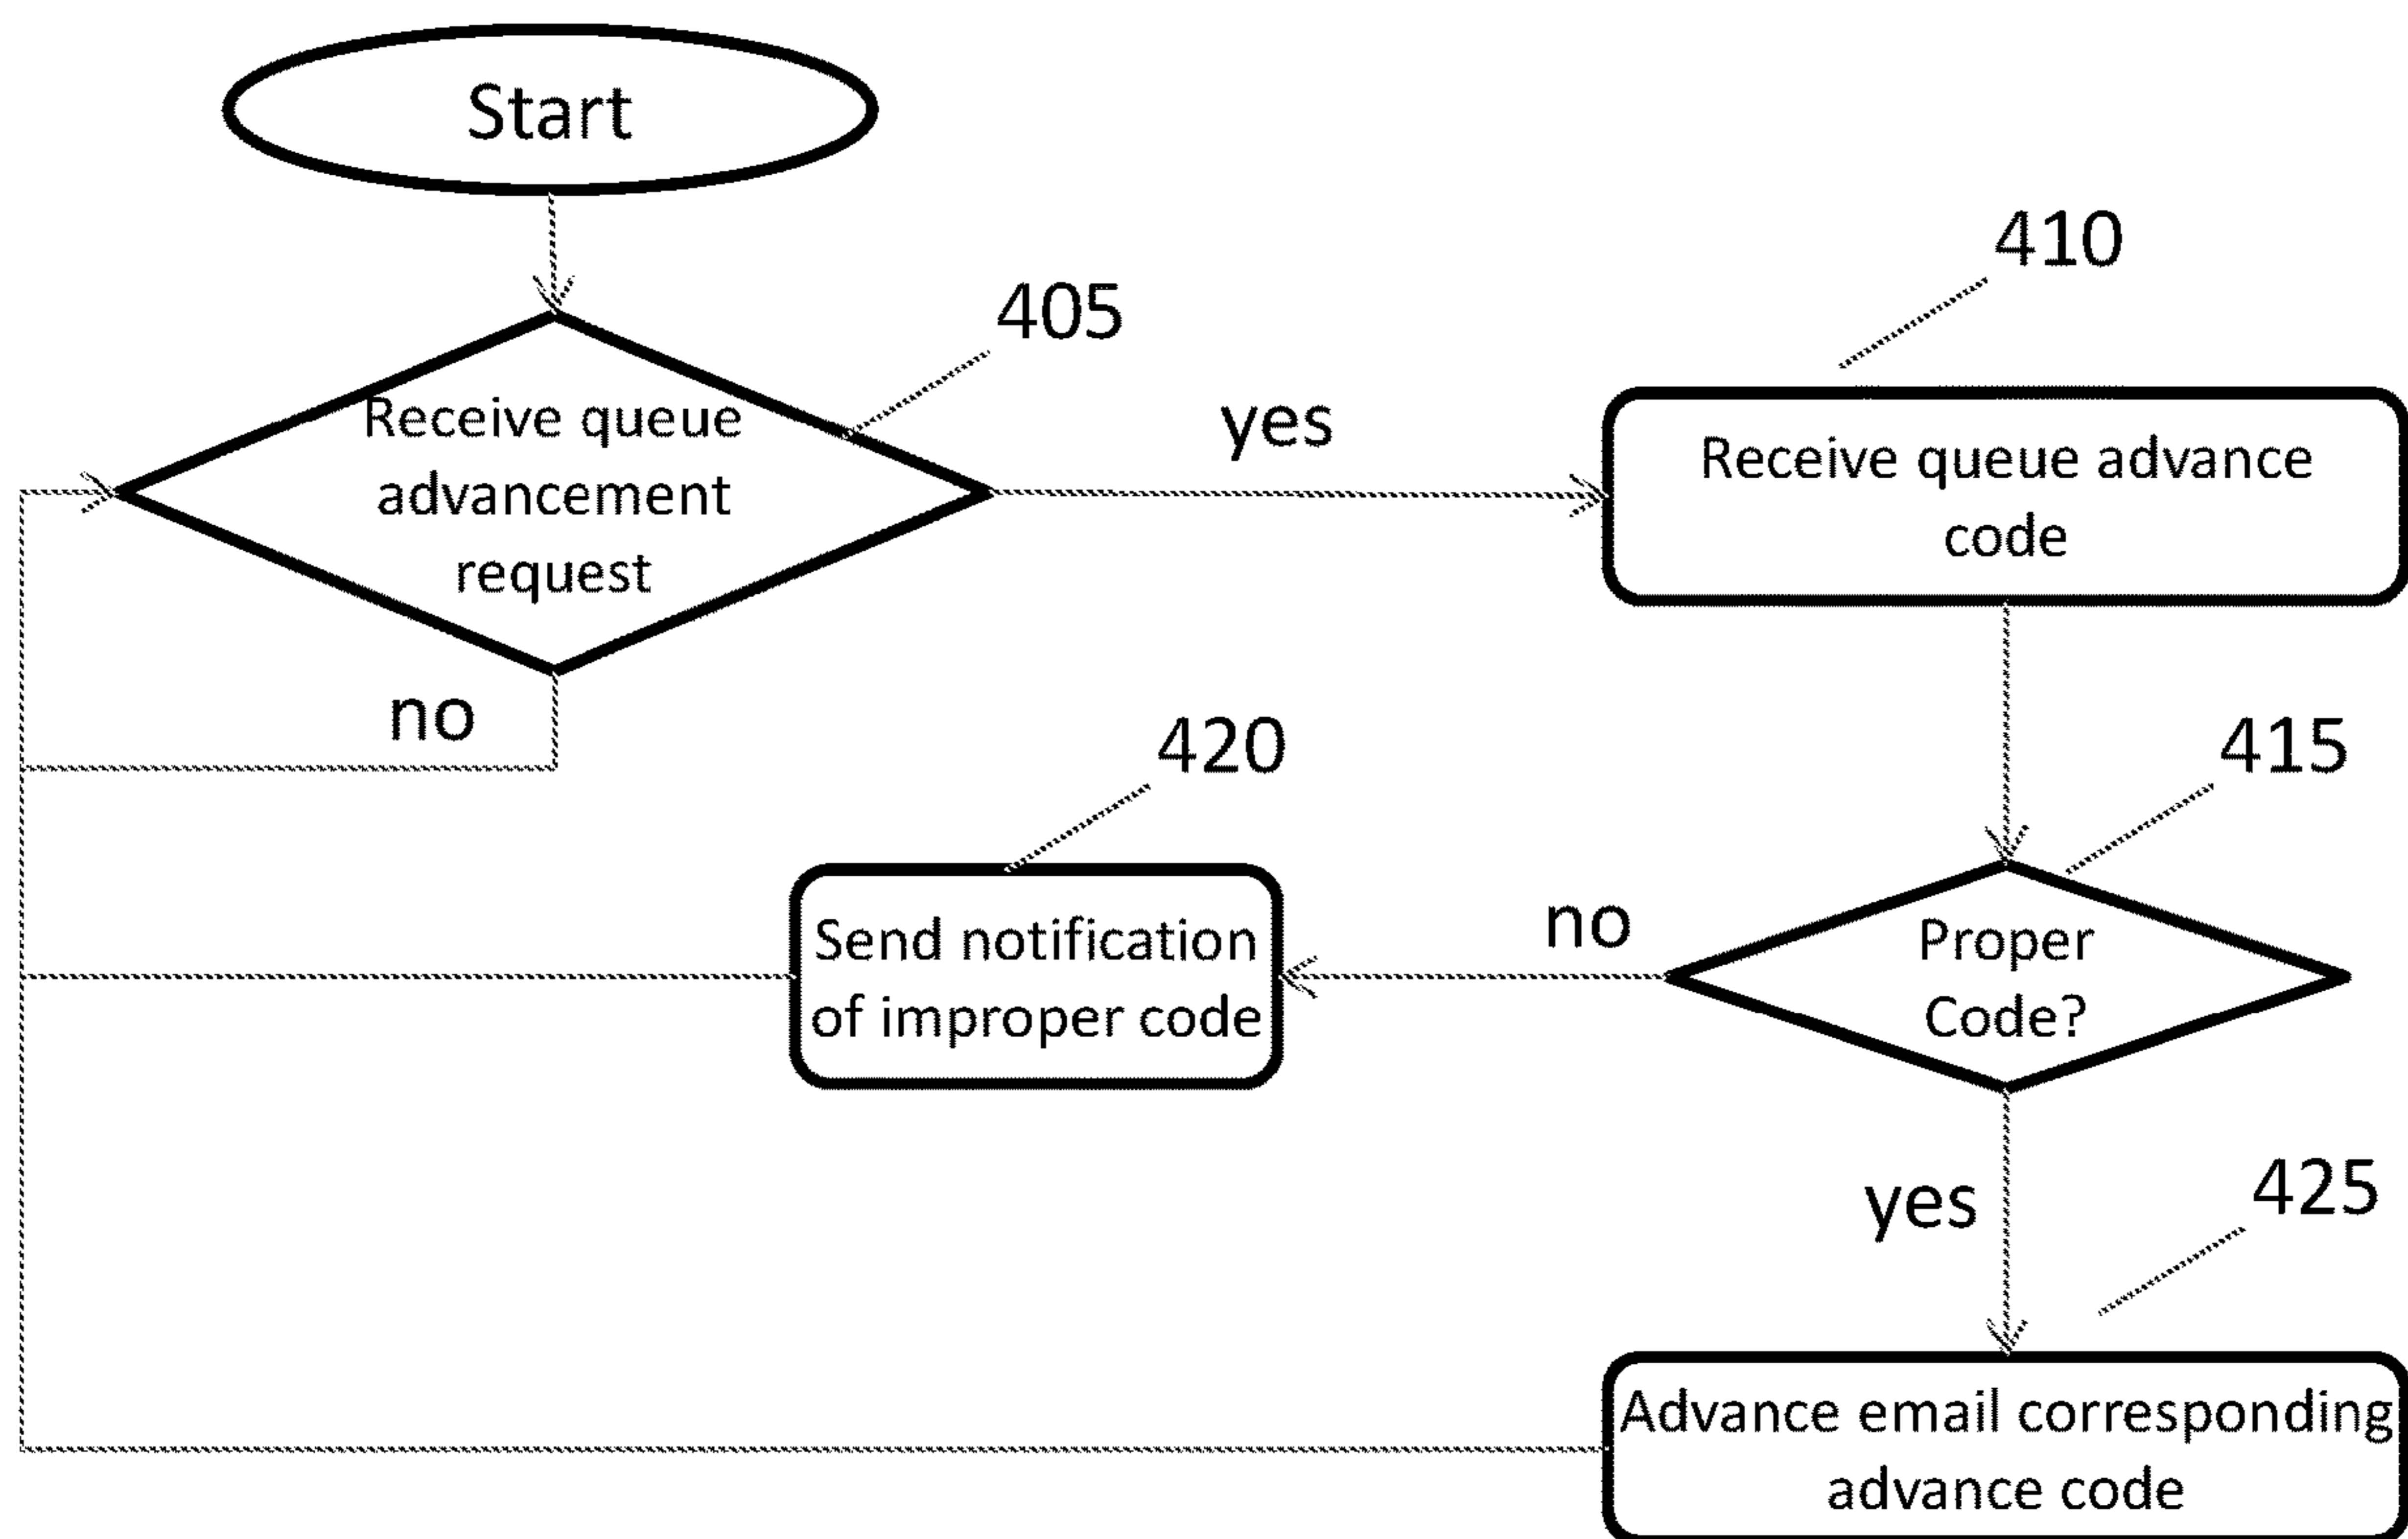 Start
405
Receive queue
advancement
request
yes
410
Receive queue advance
code
no
420
415
Send notification
of improper code
no
Proper
Code?
yes
425
Advance email corresponding
advance code